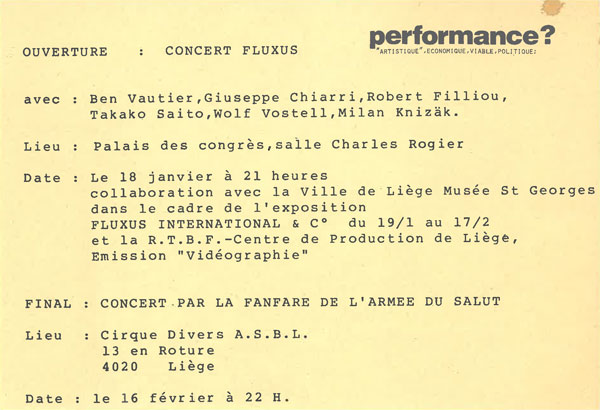 performance?
"ARTISTIQUE",ECONOMIQUE,VIABLE,POLITIQUE:
OUVERTURE : CONCERT FLUXUS
avec : Ben Vautier,Giuseppe Chiarri,Robert Filliou,
Takako Saito,Wolf Vostell,Milan Knizäk.
Lieu : Palais des congrès,salle Charles Rogier
Date : Le 18 janvier à 21 heures
collaboration avec la Ville de Liège Musée St Georges
dans le cadre de l'exposition
FLUXUS INTERNATIONAL & C° du 19/1 au 17/2
et la R.T.B.F.-Centre de Production de Liège,
Emission "Vidéographie"
FINAL : CONCERT PAR LA FANFARE DE L'ARMEE DU SALUT
Lieu : Cirque Divers A.S.B.L.
13 en Roture
4020 Liège
Date : le 16 février à 22 H.